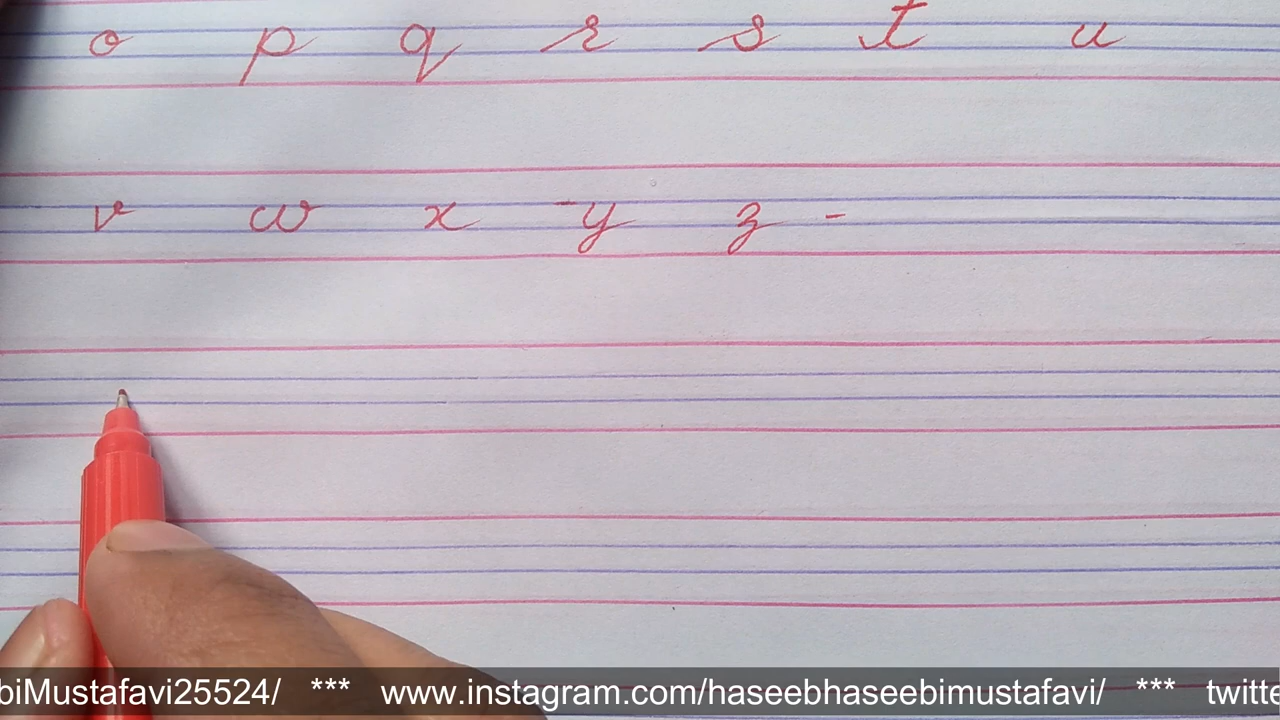 o p q r s t u
v w x -y z -
biMustafavi25524/ *** www.instagram.com/haseebhaseebimustafavi/ *** twitte